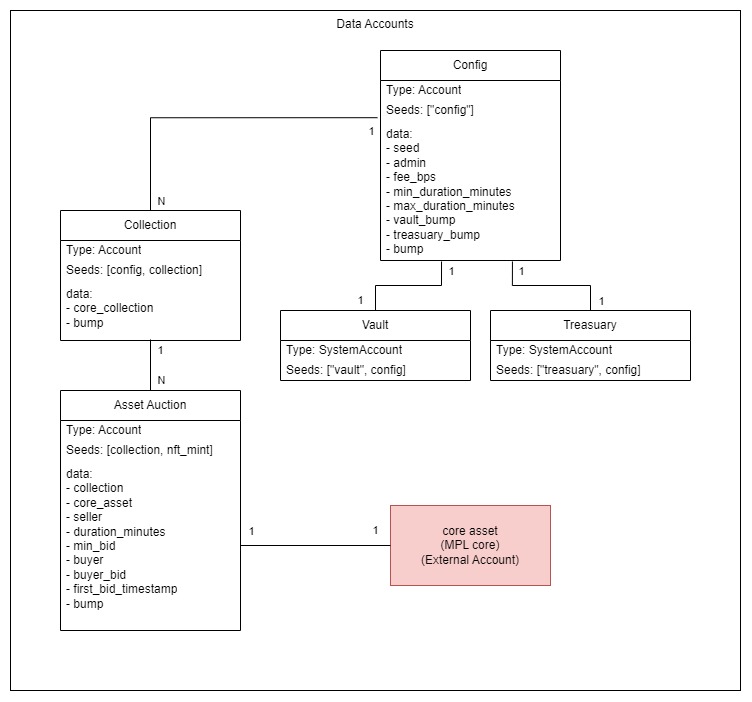 Data Accounts
Config
Type: Account
Seeds: ["config"]
data:
- seed
- admin
- fee_bps
- min_duration_minutes
- max_duration_minutes
- vault_bump
- treasury_bump
- bump
1
N
Collection
Type: Account
Seeds: [config, collection]
data:
- core_collection
- bump
1
1
1
1
Vault
Type: SystemAccount
Seeds: ["vault", config]
Treasury
Type: SystemAccount
Seeds: ["treasury", config]
1
N
Asset Auction
Type: Account
Seeds: [collection, nft_mint]
data:
- collection
- core_asset
- seller
- duration_minutes
- min_bid
- buyer
- buyer_bid
- first_bid_timestamp
- bump
1
1
core asset
(MPL core)
(External Account)